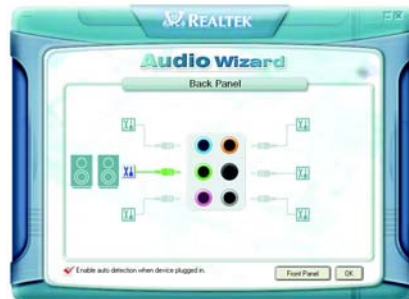 REALTEK
Audio Wizard
Back Panel
Enable auto detection when device plugged in.
Front Panel
OK